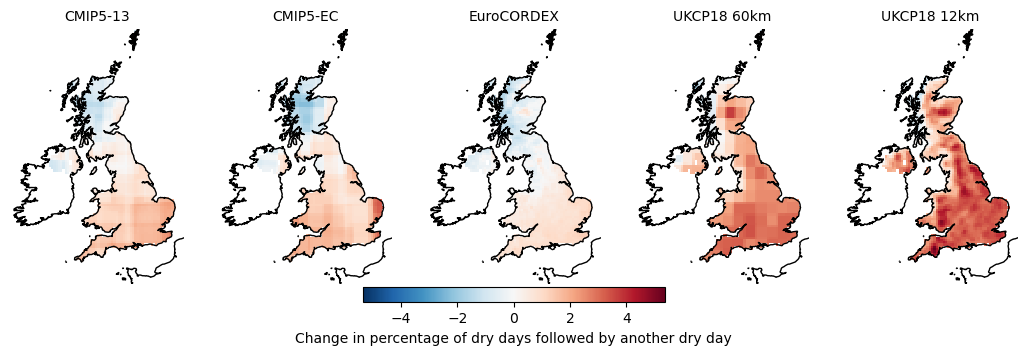 CMIP5-13 CMIP5-EC EuroCORDEX UKCP18 60km UKCP18 12km
−4 −2 0 2 4
Change in percentage of dry days followed by another dry day